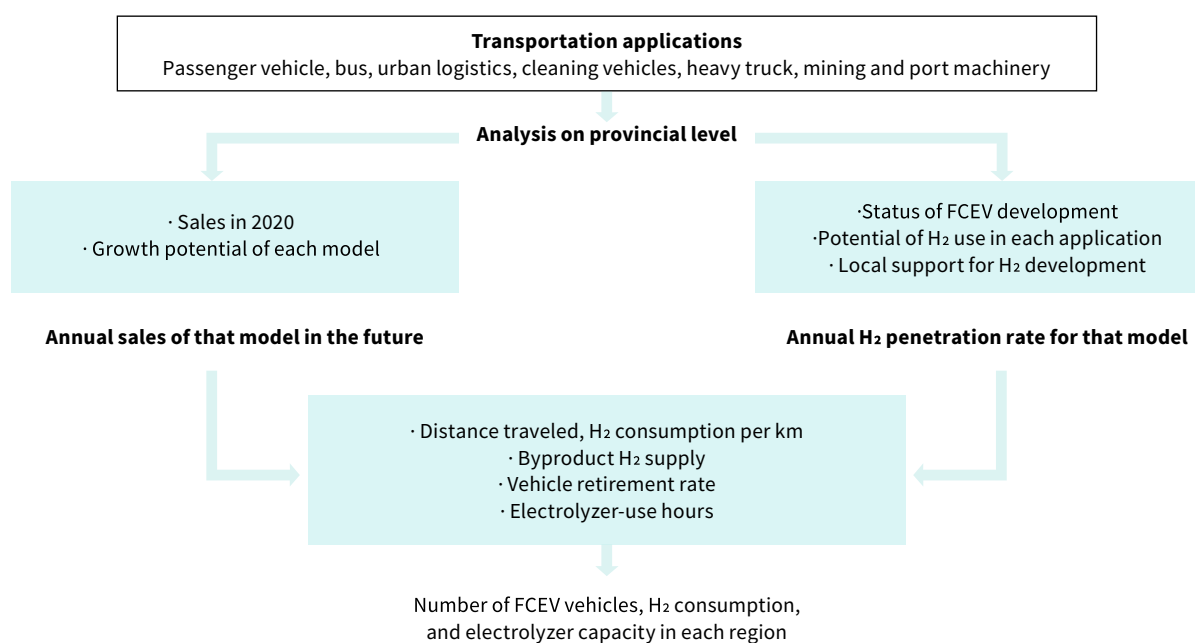 Transportation applications
Passenger vehicle, bus, urban logistics, cleaning vehicles, heavy truck, mining and port machinery
Analysis on provincial level
· Sales in 2020
· Growth potential of each model
·Status of FCEV development
·Potential of H₂ use in each application
· Local support for H₂ development
Annual sales of that model in the future
Annual H₂ penetration rate for that model
· Distance traveled, H₂ consumption per km
· Byproduct H₂ supply
· Vehicle retirement rate
· Electrolyzer-use hours
Number of FCEV vehicles, H₂ consumption,
and electrolyzer capacity in each region